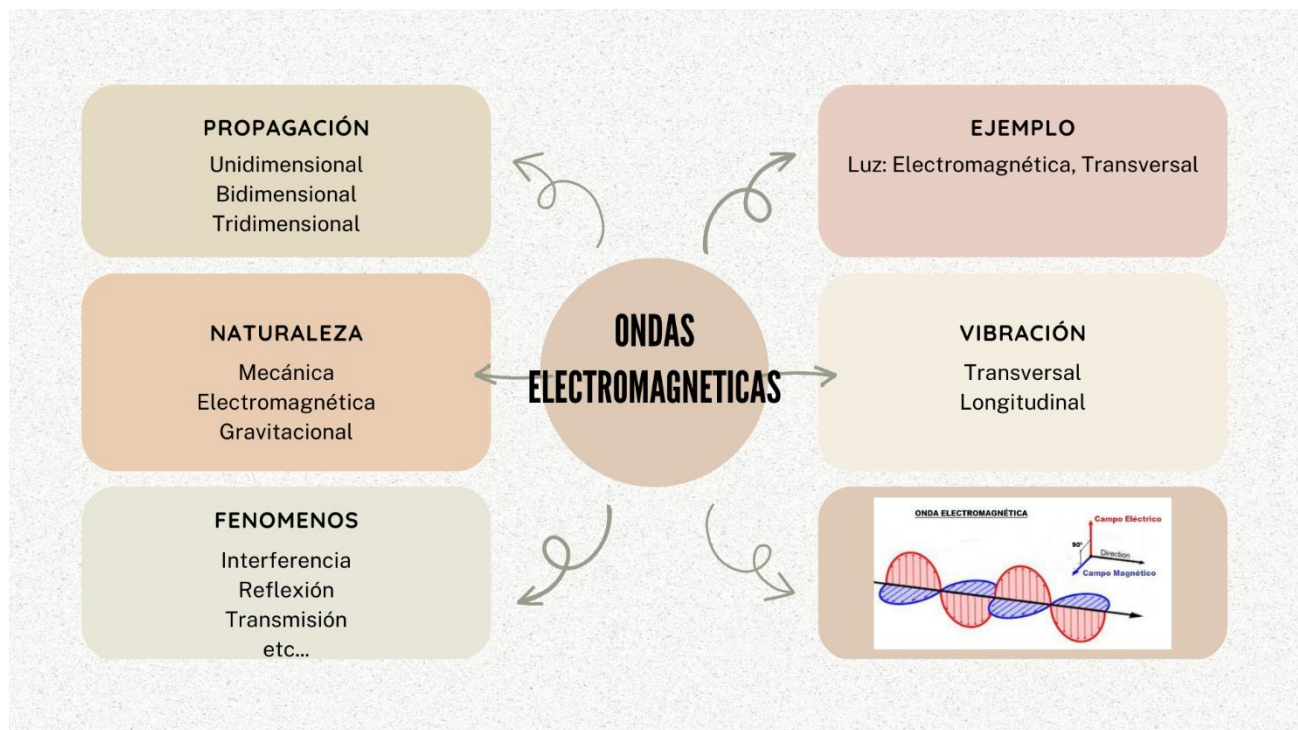 PROPAGACIÓN
Unidimensional
Bidimensional
Tridimensional
NATURALEZA
Mecánica
Electromagnética
Gravitacional
FENOMENOS
Interferencia
Reflexión
Transmisión
etc...
ONDAS
ELECTROMAGNETICAS
EJEMPLO
Luz: Electromagnética, Transversal
VIBRACIÓN
Transversal
Longitudinal
ONDA ELECTROMAGNÉTICA
Campo Eléctrico
90°
Direction
Campo Magnético